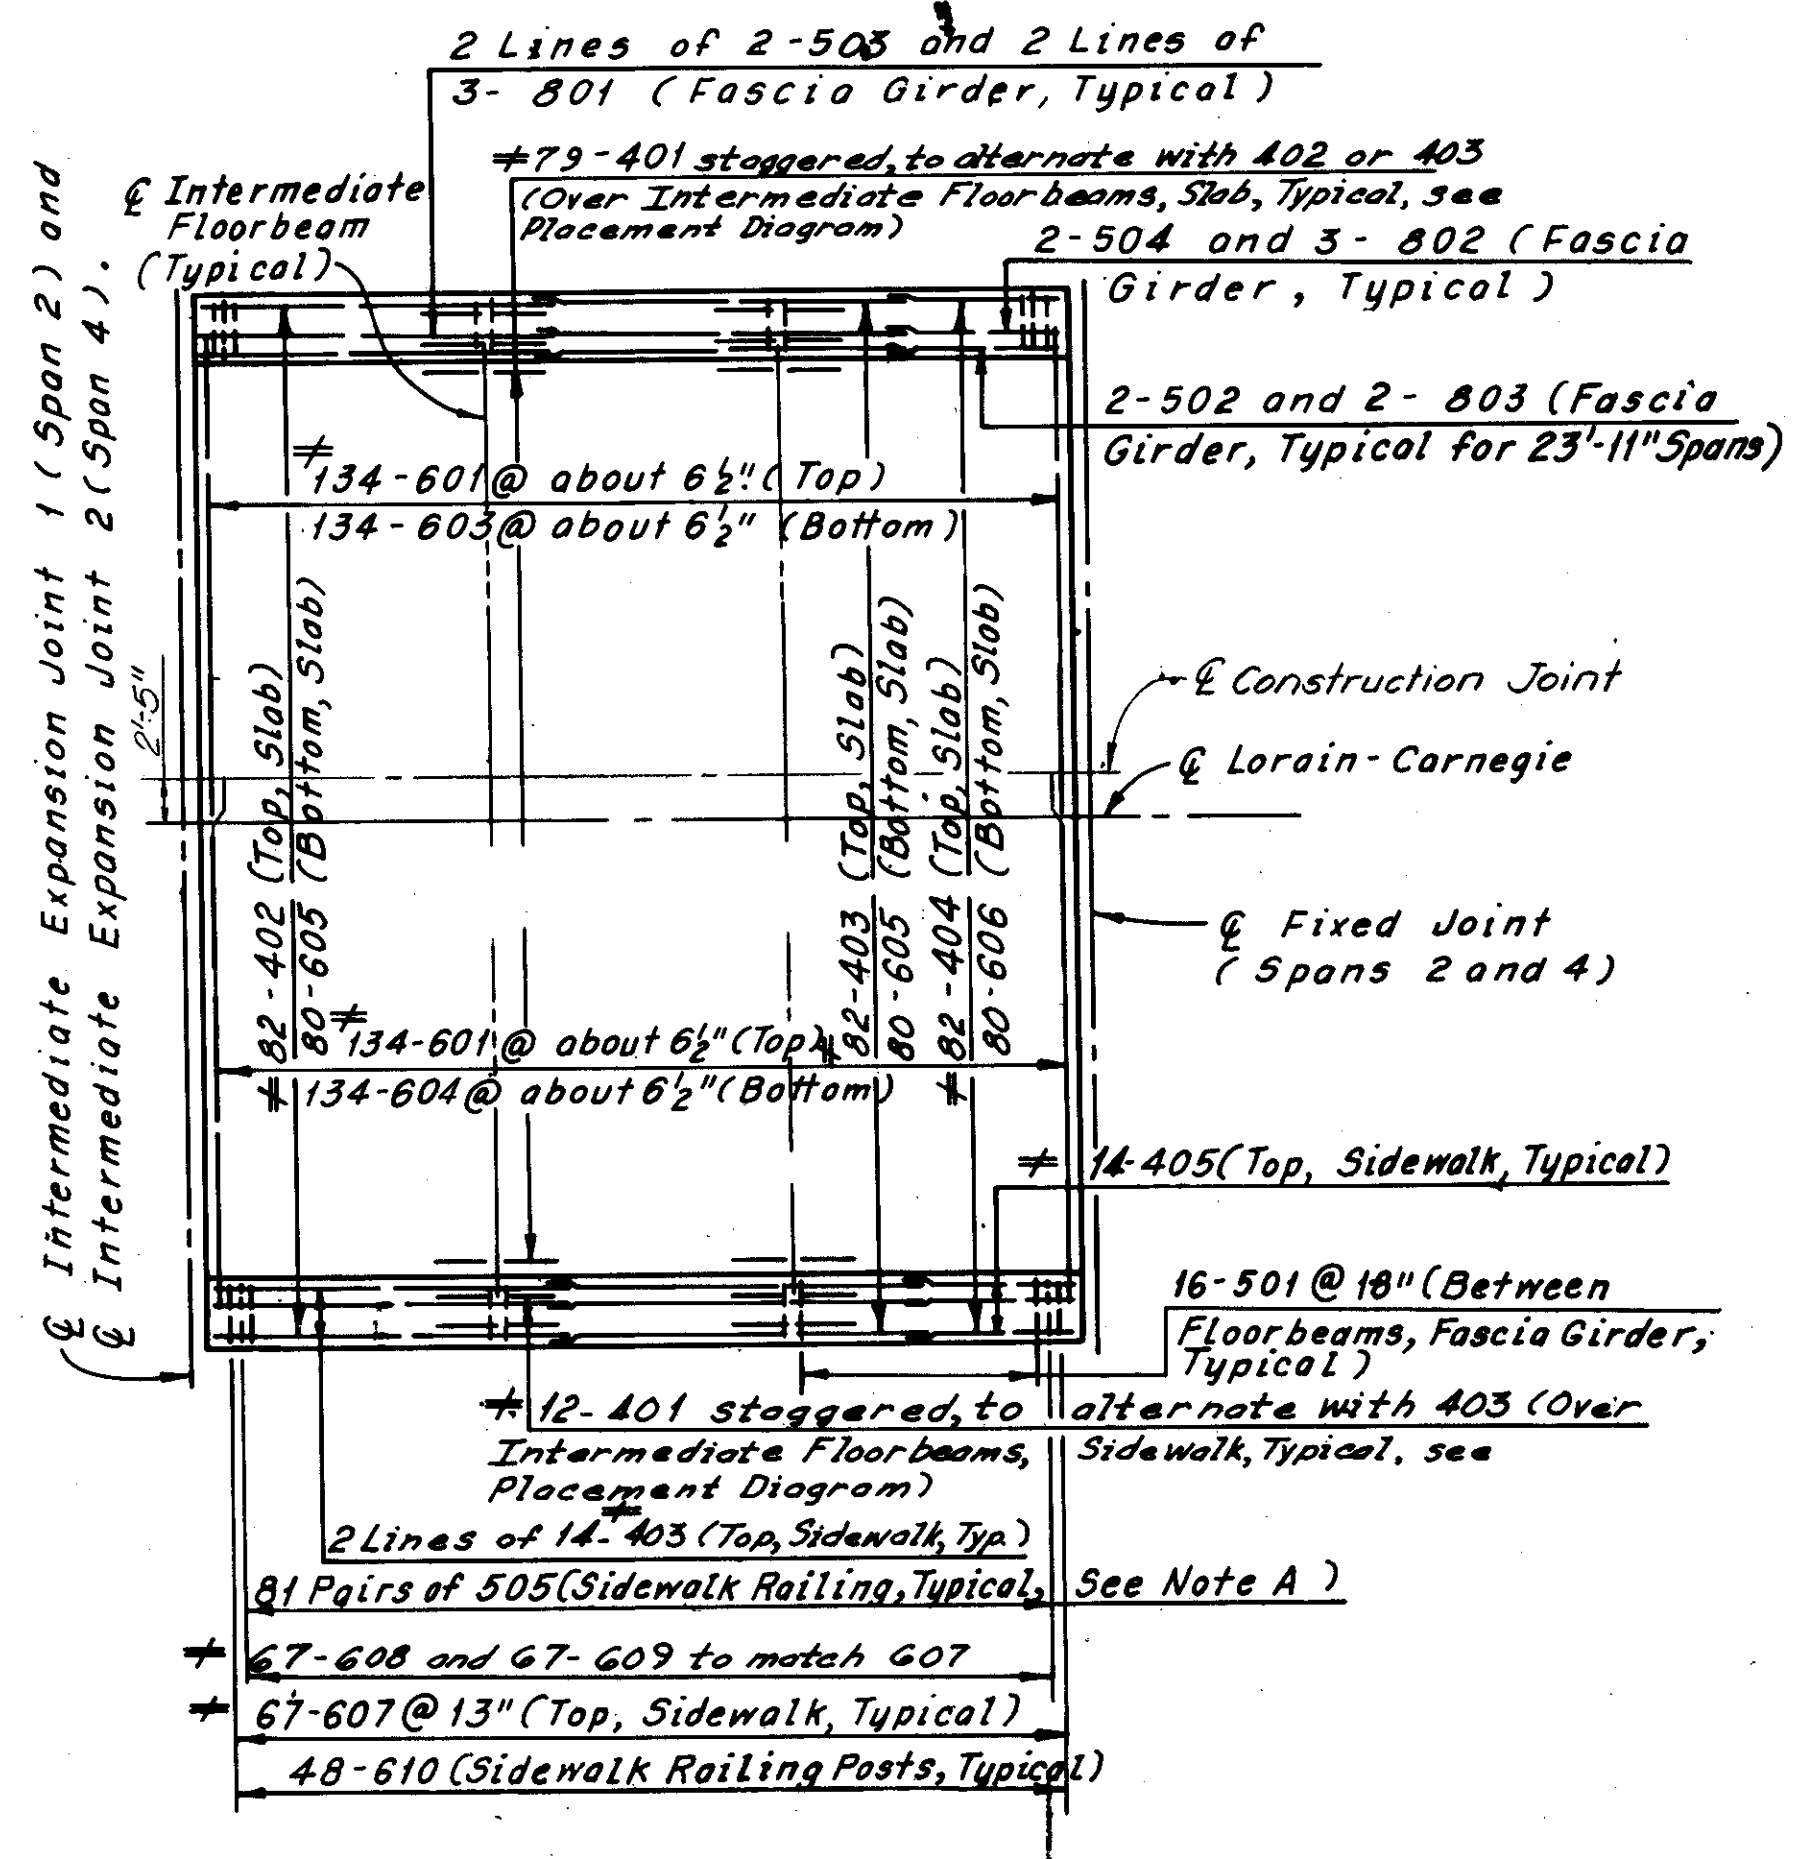 2 Lines of 2-503 and 2 Lines of
3- 801 (Fascia Girder, Typical)
≠79-401 staggered, to alternate with 402 or 403
(Over Intermediate Floorbeams, Slab, Typical, see
Placement Diagram)
℄ Intermediate
Floorbeam
(Typical)
2-504 and 3- 802 (Fascia
Girder, Typical)
2-502 and 2- 803 (Fascia
Girder, Typical for 23'-11" Spans)
≠
134-601 @ about 6½" (Top)
134-603 @ about 6½" (Bottom)
℄ Intermediate Expansion Joint 1 (Span 2) and
℄ Intermediate Expansion Joint 2 (Span 4).
2'-5"
≠ 82-402 (Top, Slab)
80-605 (Bottom, Slab)
≠ 82-403 (Top, Slab)
80-605 (Bottom, Slab)
≠ 82-404 (Top, Slab)
80-606 (Bottom, Slab)
℄ Construction Joint
℄ Lorain-Carnegie
℄ Fixed Joint
(Spans 2 and 4)
≠
134-601 @ about 6½" (Top)
134-604 @ about 6½" (Bottom)
≠ 14-405 (Top, Sidewalk, Typical)
16-501 @ 18" (Between
Floorbeams, Fascia Girder,
Typical)
≠ 12-401 staggered, to alternate with 403 (Over
Intermediate Floorbeams, Sidewalk, Typical, see
Placement Diagram)
≠
2 Lines of 14-403 (Top, Sidewalk, Typ.)
81 Pairs of 505 (Sidewalk Railing, Typical, See Note A)
≠ 67-608 and 67-609 to match 607
≠ 67-607 @ 13" (Top, Sidewalk, Typical)
48-610 (Sidewalk Railing Posts, Typical)